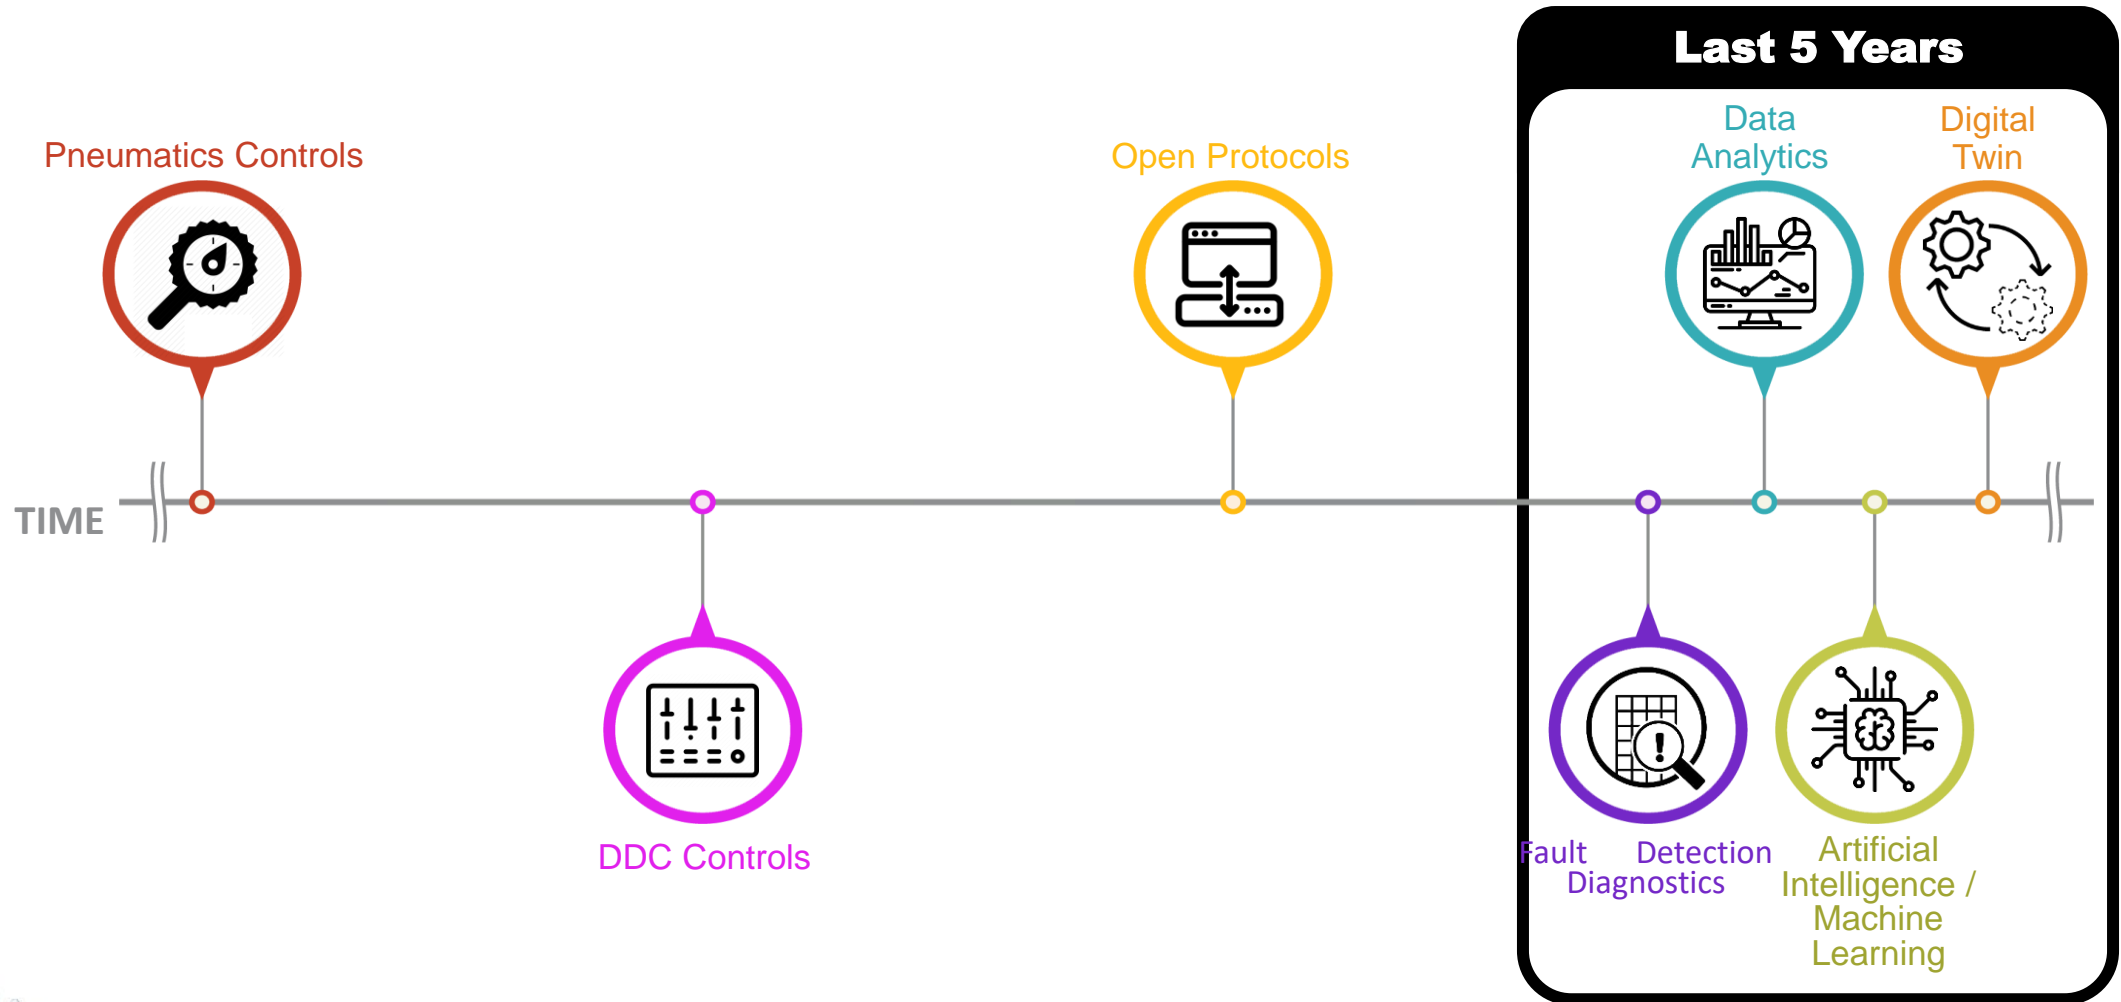 Last 5 Years
Pneumatics Controls
Open Protocols
Data
Analytics
Digital
Twin
TIME
DDC Controls
Fault Detection
Diagnostics
Artificial
Intelligence /
Machine
Learning